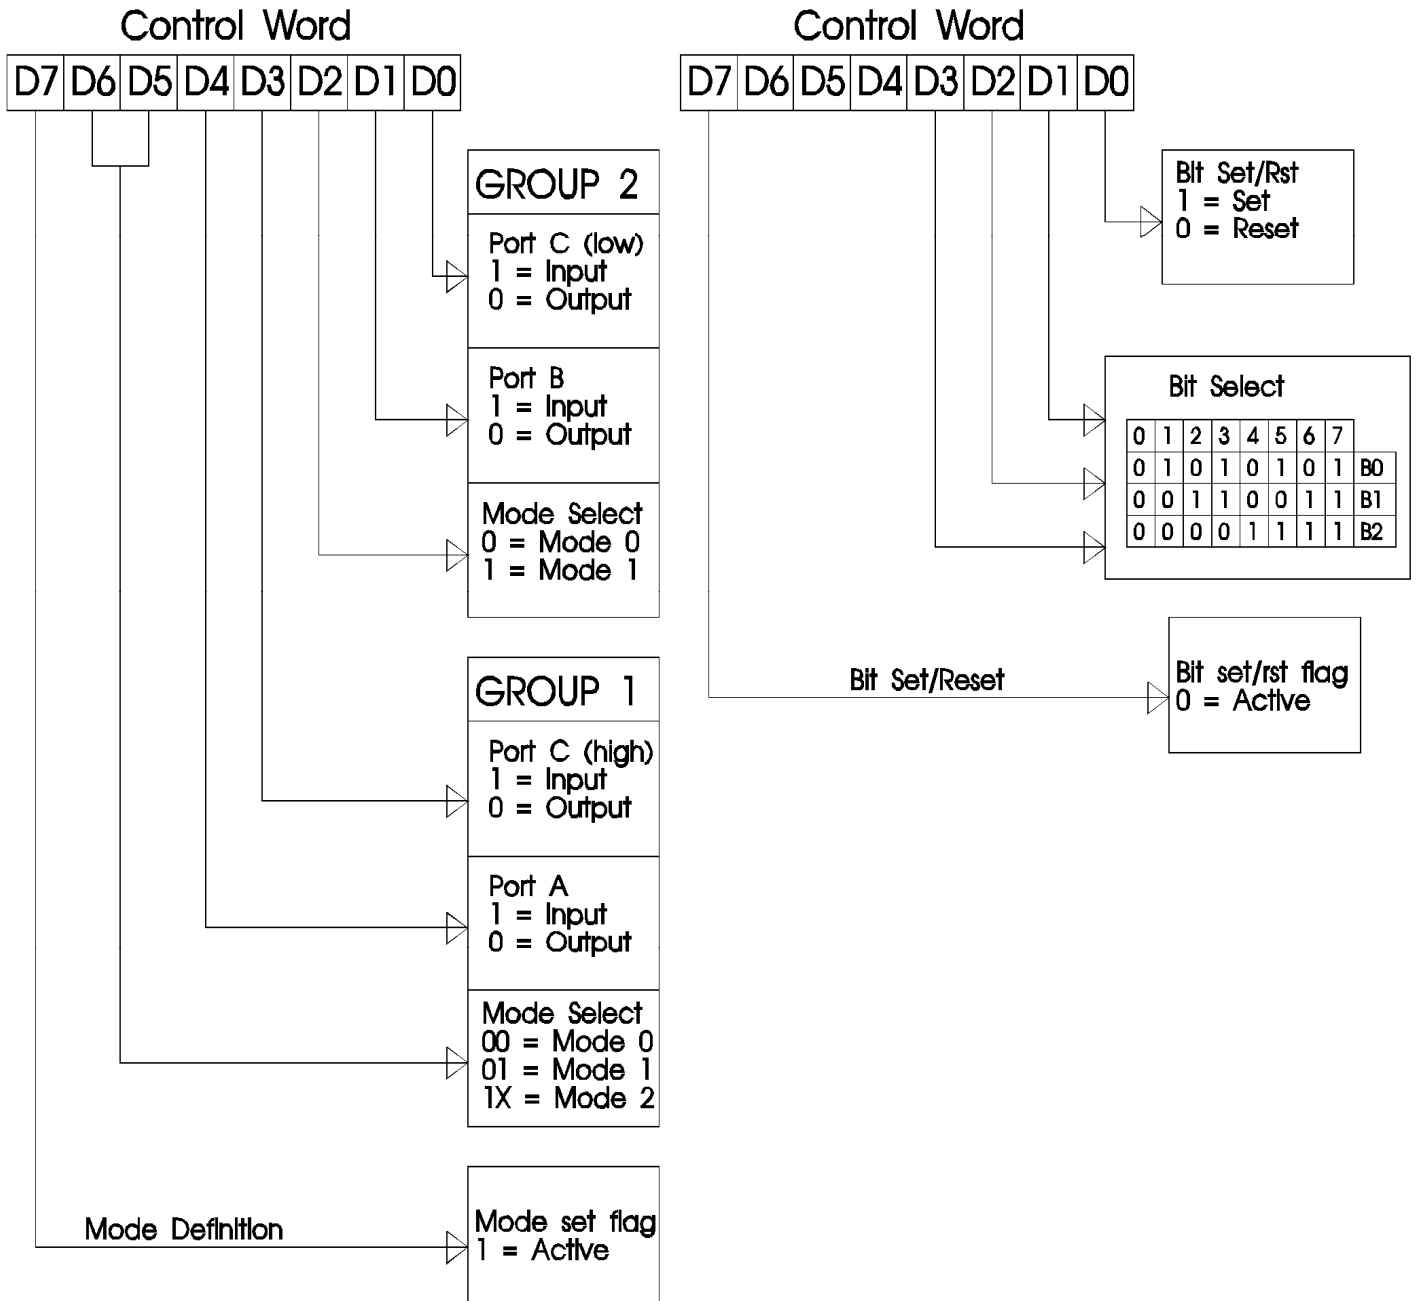 Control Word
D7 D6 D5 D4 D3 D2 D1 D0
GROUP 2
Port C (low)
1 = Input
0 = Output
Port B
1 = Input
0 = Output
Mode Select
0 = Mode 0
1 = Mode 1
GROUP 1
Port C (high)
1 = Input
0 = Output
Port A
1 = Input
0 = Output
Mode Select
00 = Mode 0
01 = Mode 1
1X = Mode 2
Mode Definition
Mode set flag
1 = Active
Control Word
D7 D6 D5 D4 D3 D2 D1 D0
Bit Set/Rst
1 = Set
0 = Reset
Bit Select
0 1 2 3 4 5 6 7
0 1 0 1 0 1 0 1 B0
0 0 1 1 0 0 1 1 B1
0 0 0 0 1 1 1 1 B2
Bit Set/Reset
Bit set/rst flag
0 = Active